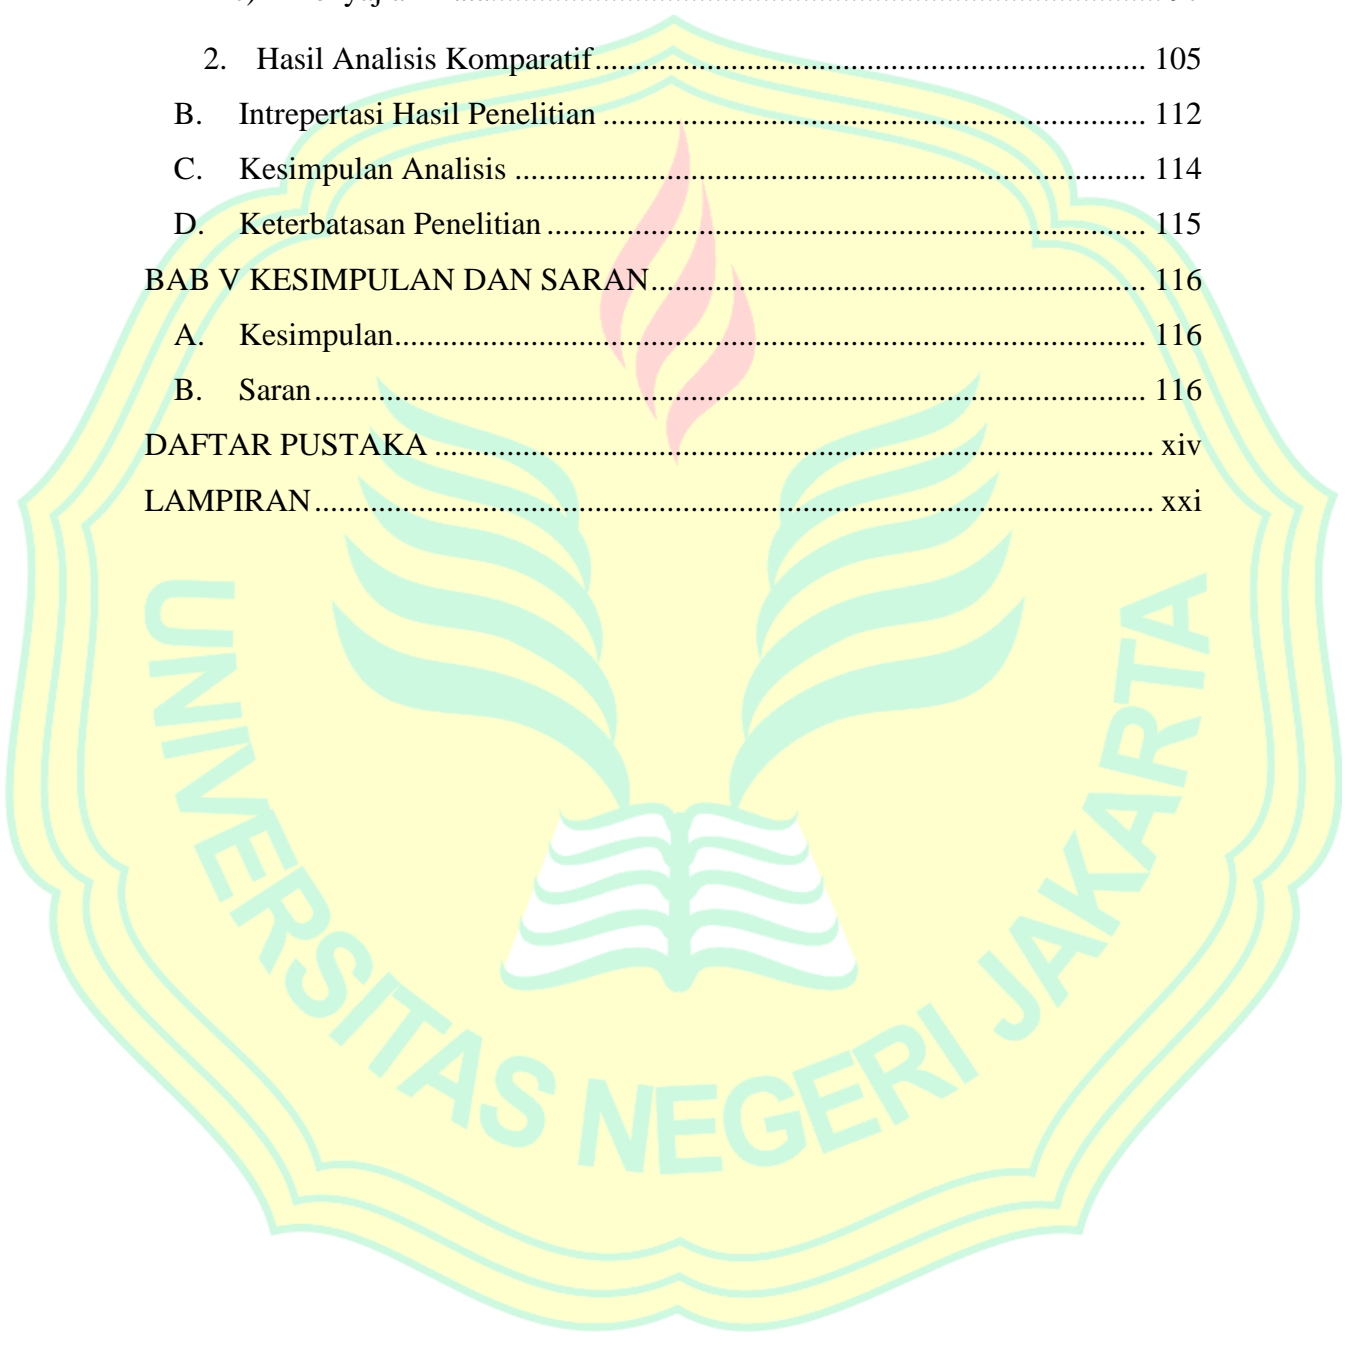 2. Hasil Analisis Komparatif ........ 105
B. Intrepertasi Hasil Penelitian ........ 112
C. Kesimpulan Analisis ........ 114
D. Keterbatasan Penelitian ........ 115
BAB V KESIMPULAN DAN SARAN ........ 116
A. Kesimpulan ........ 116
B. Saran ........ 116
DAFTAR PUSTAKA ........ xiv
LAMPIRAN ........ xxi
UNIVERSITAS NEGERI JAKARTA